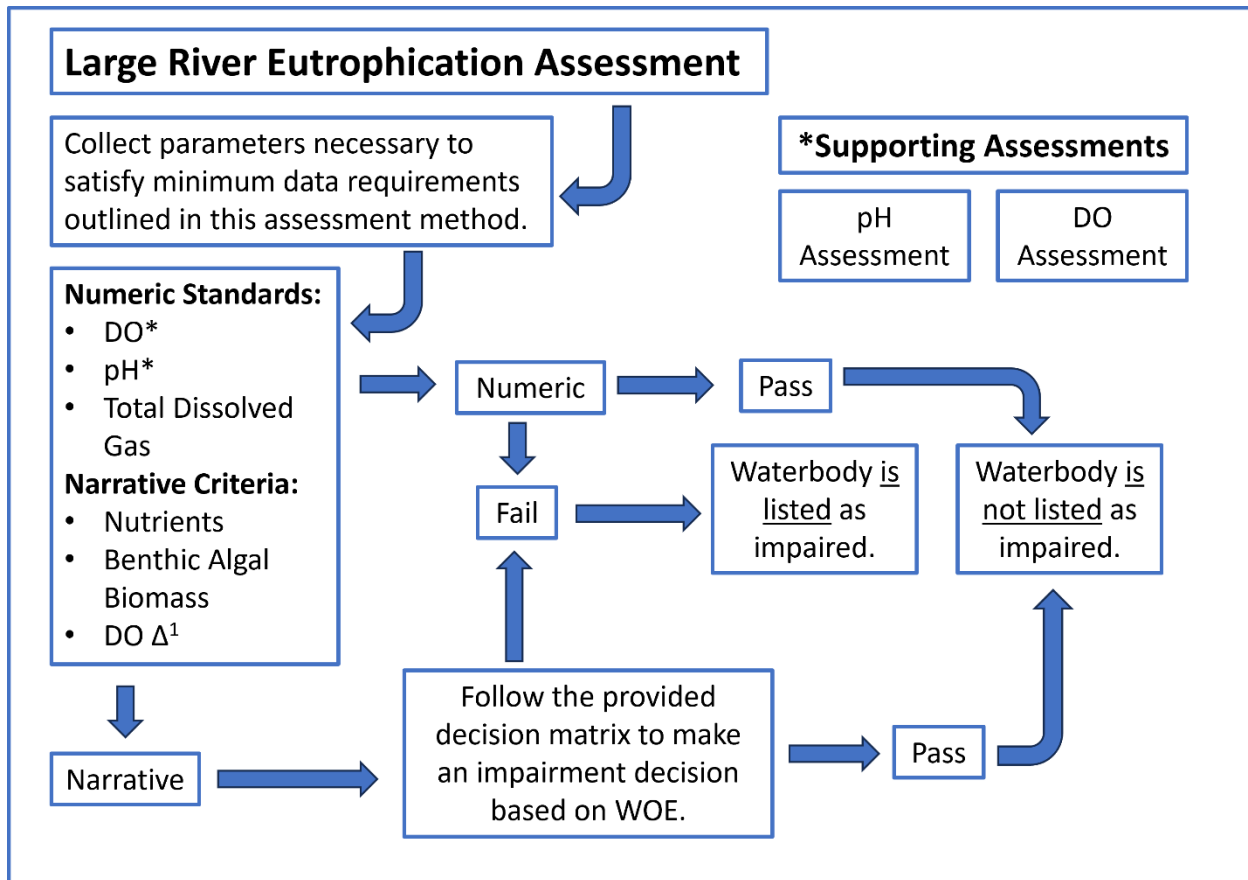 Large River Eutrophication Assessment
Collect parameters necessary to
satisfy minimum data requirements
outlined in this assessment method.
*Supporting Assessments
pH
Assessment
DO
Assessment
Numeric Standards:
• DO*
• pH*
• Total Dissolved
Gas
Narrative Criteria:
• Nutrients
• Benthic Algal
Biomass
• DO Δ¹
Numeric
Pass
Fail
Waterbody is
listed as
impaired.
Waterbody is
not listed as
impaired.
Narrative
Follow the provided
decision matrix to make
an impairment decision
based on WOE.
Pass